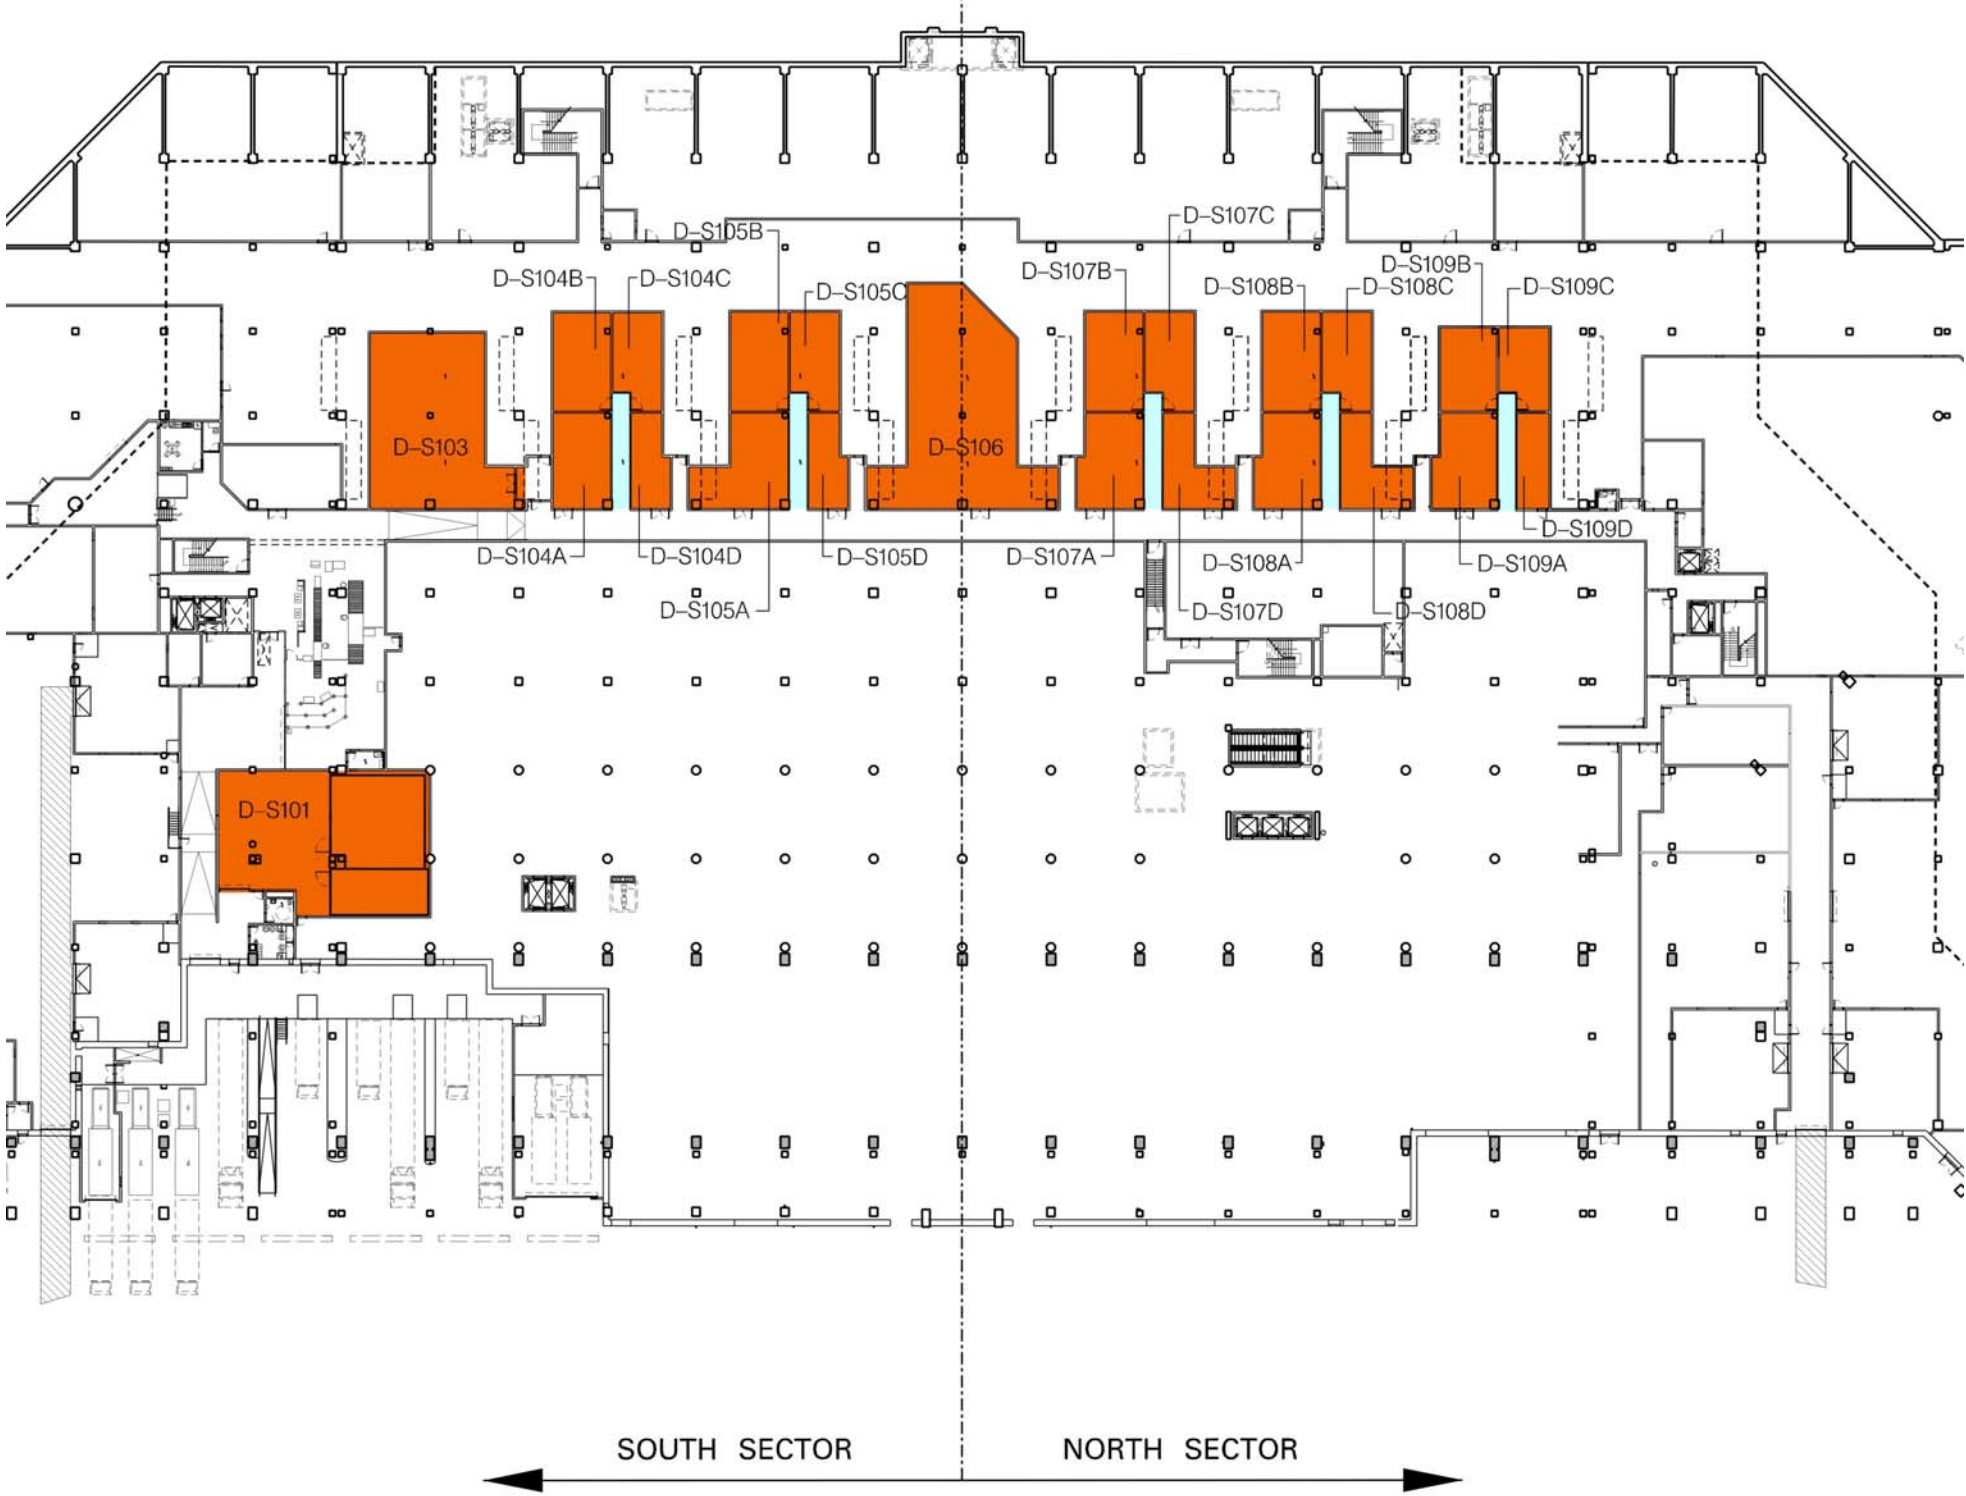 D–S107C
D–S105B
D–S107B
D–S109B
D–S104B
D–S104C
D–S105C
D–S108B
D–S108C
D–S109C
D–S103
D–S106
D–S109D
D–S104A
D–S104D
D–S105D
D–S107A
D–S108A
D–S109A
D–S105A
D–S107D
D–S108D
D–S101
SOUTH SECTOR
NORTH SECTOR